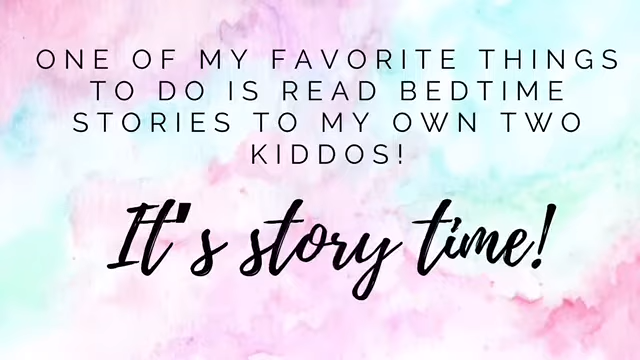 ONE OF MY FAVORITE THINGS
TO DO IS READ BEDTIME
STORIES TO MY OWN TWO
KIDDOS!
It's story time!